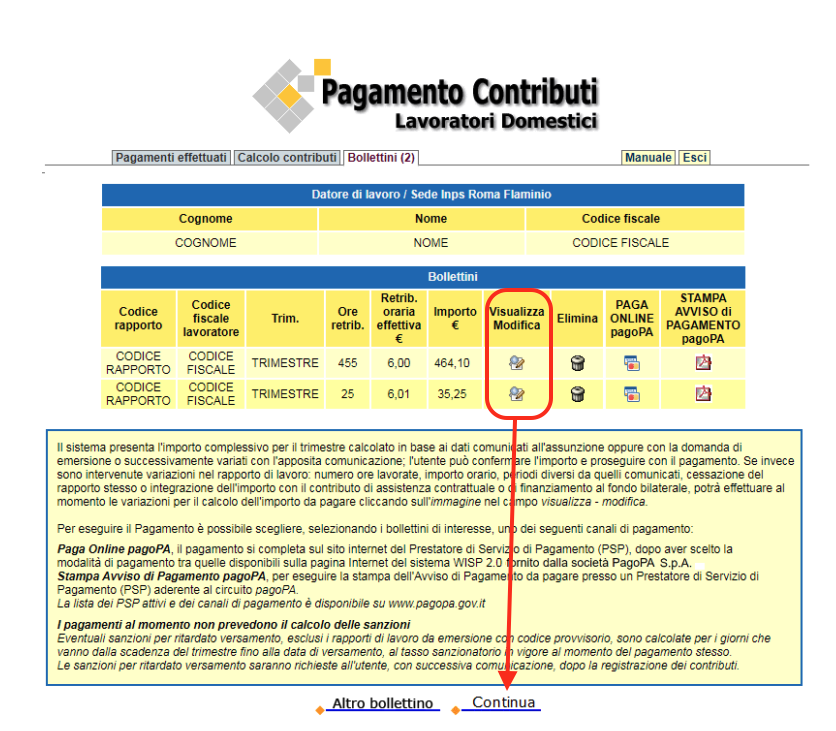 Pagamento Contributi
Lavoratori Domestici
Pagamenti effettuati Calcolo contributi Bollettini (2) Manuale Esci
Datore di lavoro / Sede Inps Roma Flaminio
Cognome Nome Codice fiscale
COGNOME NOME CODICE FISCALE
Bollettini
Codice rapporto Codice fiscale lavoratore Trim. Ore retrib. Retrib. oraria effettiva € Importo € Visualizza Modifica Elimina PAGA ONLINE pagoPA STAMPA AVVISO di PAGAMENTO pagoPA
CODICE RAPPORTO CODICE FISCALE TRIMESTRE 455 6,00 464,10
CODICE RAPPORTO CODICE FISCALE TRIMESTRE 25 6,01 35,25
Il sistema presenta l'importo complessivo per il trimestre calcolato in base ai dati comunicati all'assunzione oppure con la domanda di
emersione o successivamente variati con l'apposita comunicazione; l'utente può confermare l'importo e proseguire con il pagamento. Se invece
sono intervenute variazioni nel rapporto di lavoro: numero ore lavorate, importo orario, periodi diversi da quelli comunicati, cessazione del
rapporto stesso o integrazione dell'importo con il contributo di assistenza contrattuale o di finanziamento al fondo bilaterale, potrà effettuare al
momento le variazioni per il calcolo dell'importo da pagare cliccando sull'immagine nel campo visualizza - modifica.
Per eseguire il Pagamento è possibile scegliere, selezionando i bollettini di interesse, uno dei seguenti canali di pagamento:
Paga Online pagoPA, il pagamento si completa sul sito internet del Prestatore di Servizio di Pagamento (PSP), dopo aver scelto la
modalità di pagamento tra quelle disponibili sulla pagina Internet del sistema WISP 2.0 fornito dalla società PagoPA S.p.A.
Stampa Avviso di Pagamento pagoPA, per eseguire la stampa dell'Avviso di Pagamento da pagare presso un Prestatore di Servizio di
Pagamento (PSP) aderente al circuito pagoPA.
La lista dei PSP attivi e dei canali di pagamento è disponibile su www.pagopa.gov.it
I pagamenti al momento non prevedono il calcolo delle sanzioni
Eventuali sanzioni per ritardato versamento, esclusi i rapporti di lavoro da emersione con codice provvisorio, sono calcolate per i giorni che
vanno dalla scadenza del trimestre fino alla data di versamento, al tasso sanzionatorio in vigore al momento del pagamento stesso.
Le sanzioni per ritardato versamento saranno richieste all'utente, con successiva comunicazione, dopo la registrazione dei contributi.
Altro bollettino Continua